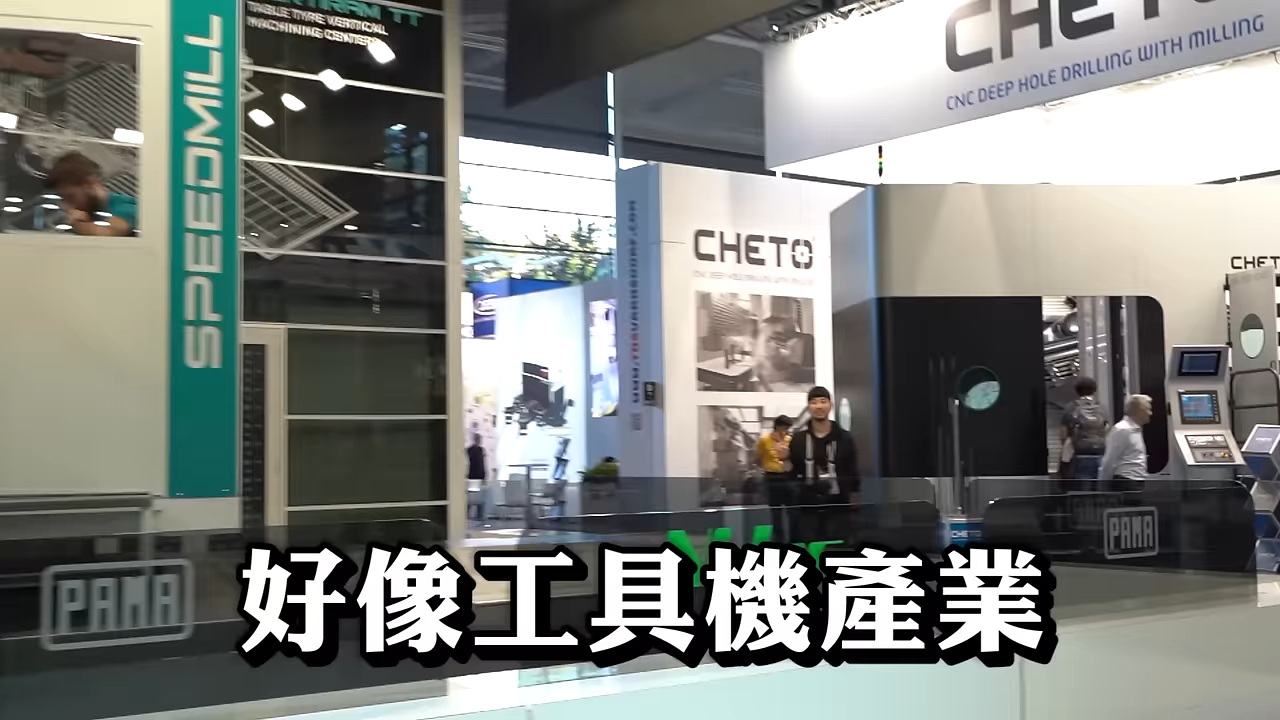 TABLE TYPE VERTICAL
MACHINING CENTERS
SPEEDMILL
CHETO
CNC DEEP HOLE DRILLING WITH MILLING
CHETO
CHETO
PAMA
PAMA
好像工具機產業